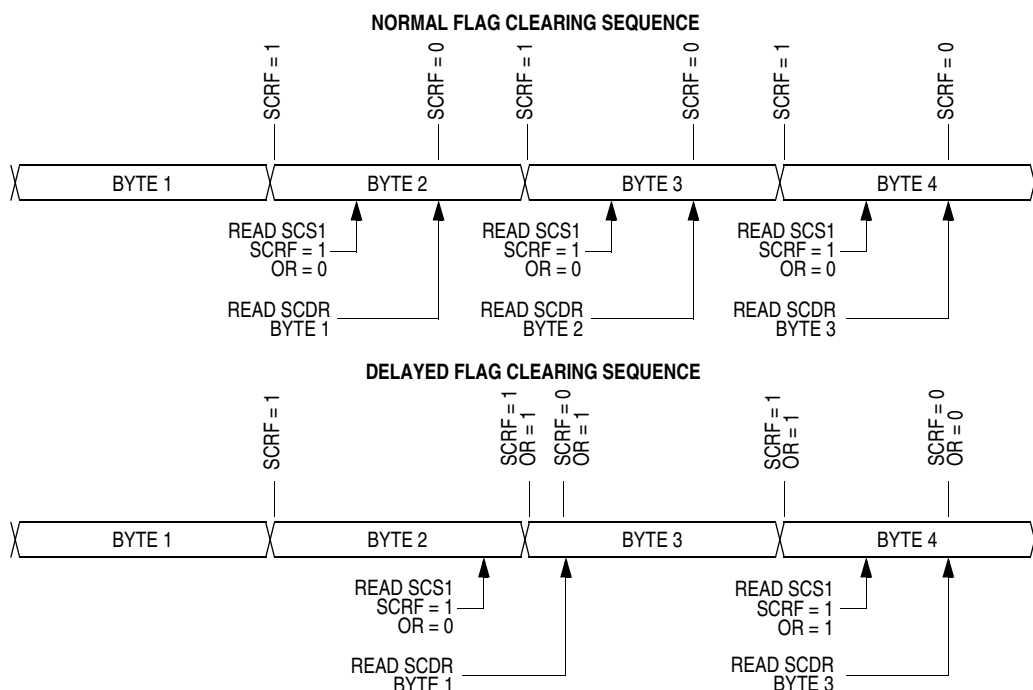 NORMAL FLAG CLEARING SEQUENCE
SCRF = 1
SCRF = 0
SCRF = 1
SCRF = 0
SCRF = 1
SCRF = 0
BYTE 1
BYTE 2
BYTE 3
BYTE 4
READ SCS1
SCRF = 1
OR = 0
READ SCS1
SCRF = 1
OR = 0
READ SCS1
SCRF = 1
OR = 0
READ SCDR
BYTE 1
READ SCDR
BYTE 2
READ SCDR
BYTE 3
DELAYED FLAG CLEARING SEQUENCE
SCRF = 1
SCRF = 1
OR = 1
SCRF = 0
OR = 1
SCRF = 1
OR = 1
SCRF = 0
OR = 0
BYTE 1
BYTE 2
BYTE 3
BYTE 4
READ SCS1
SCRF = 1
OR = 0
READ SCS1
SCRF = 1
OR = 1
READ SCDR
BYTE 1
READ SCDR
BYTE 3